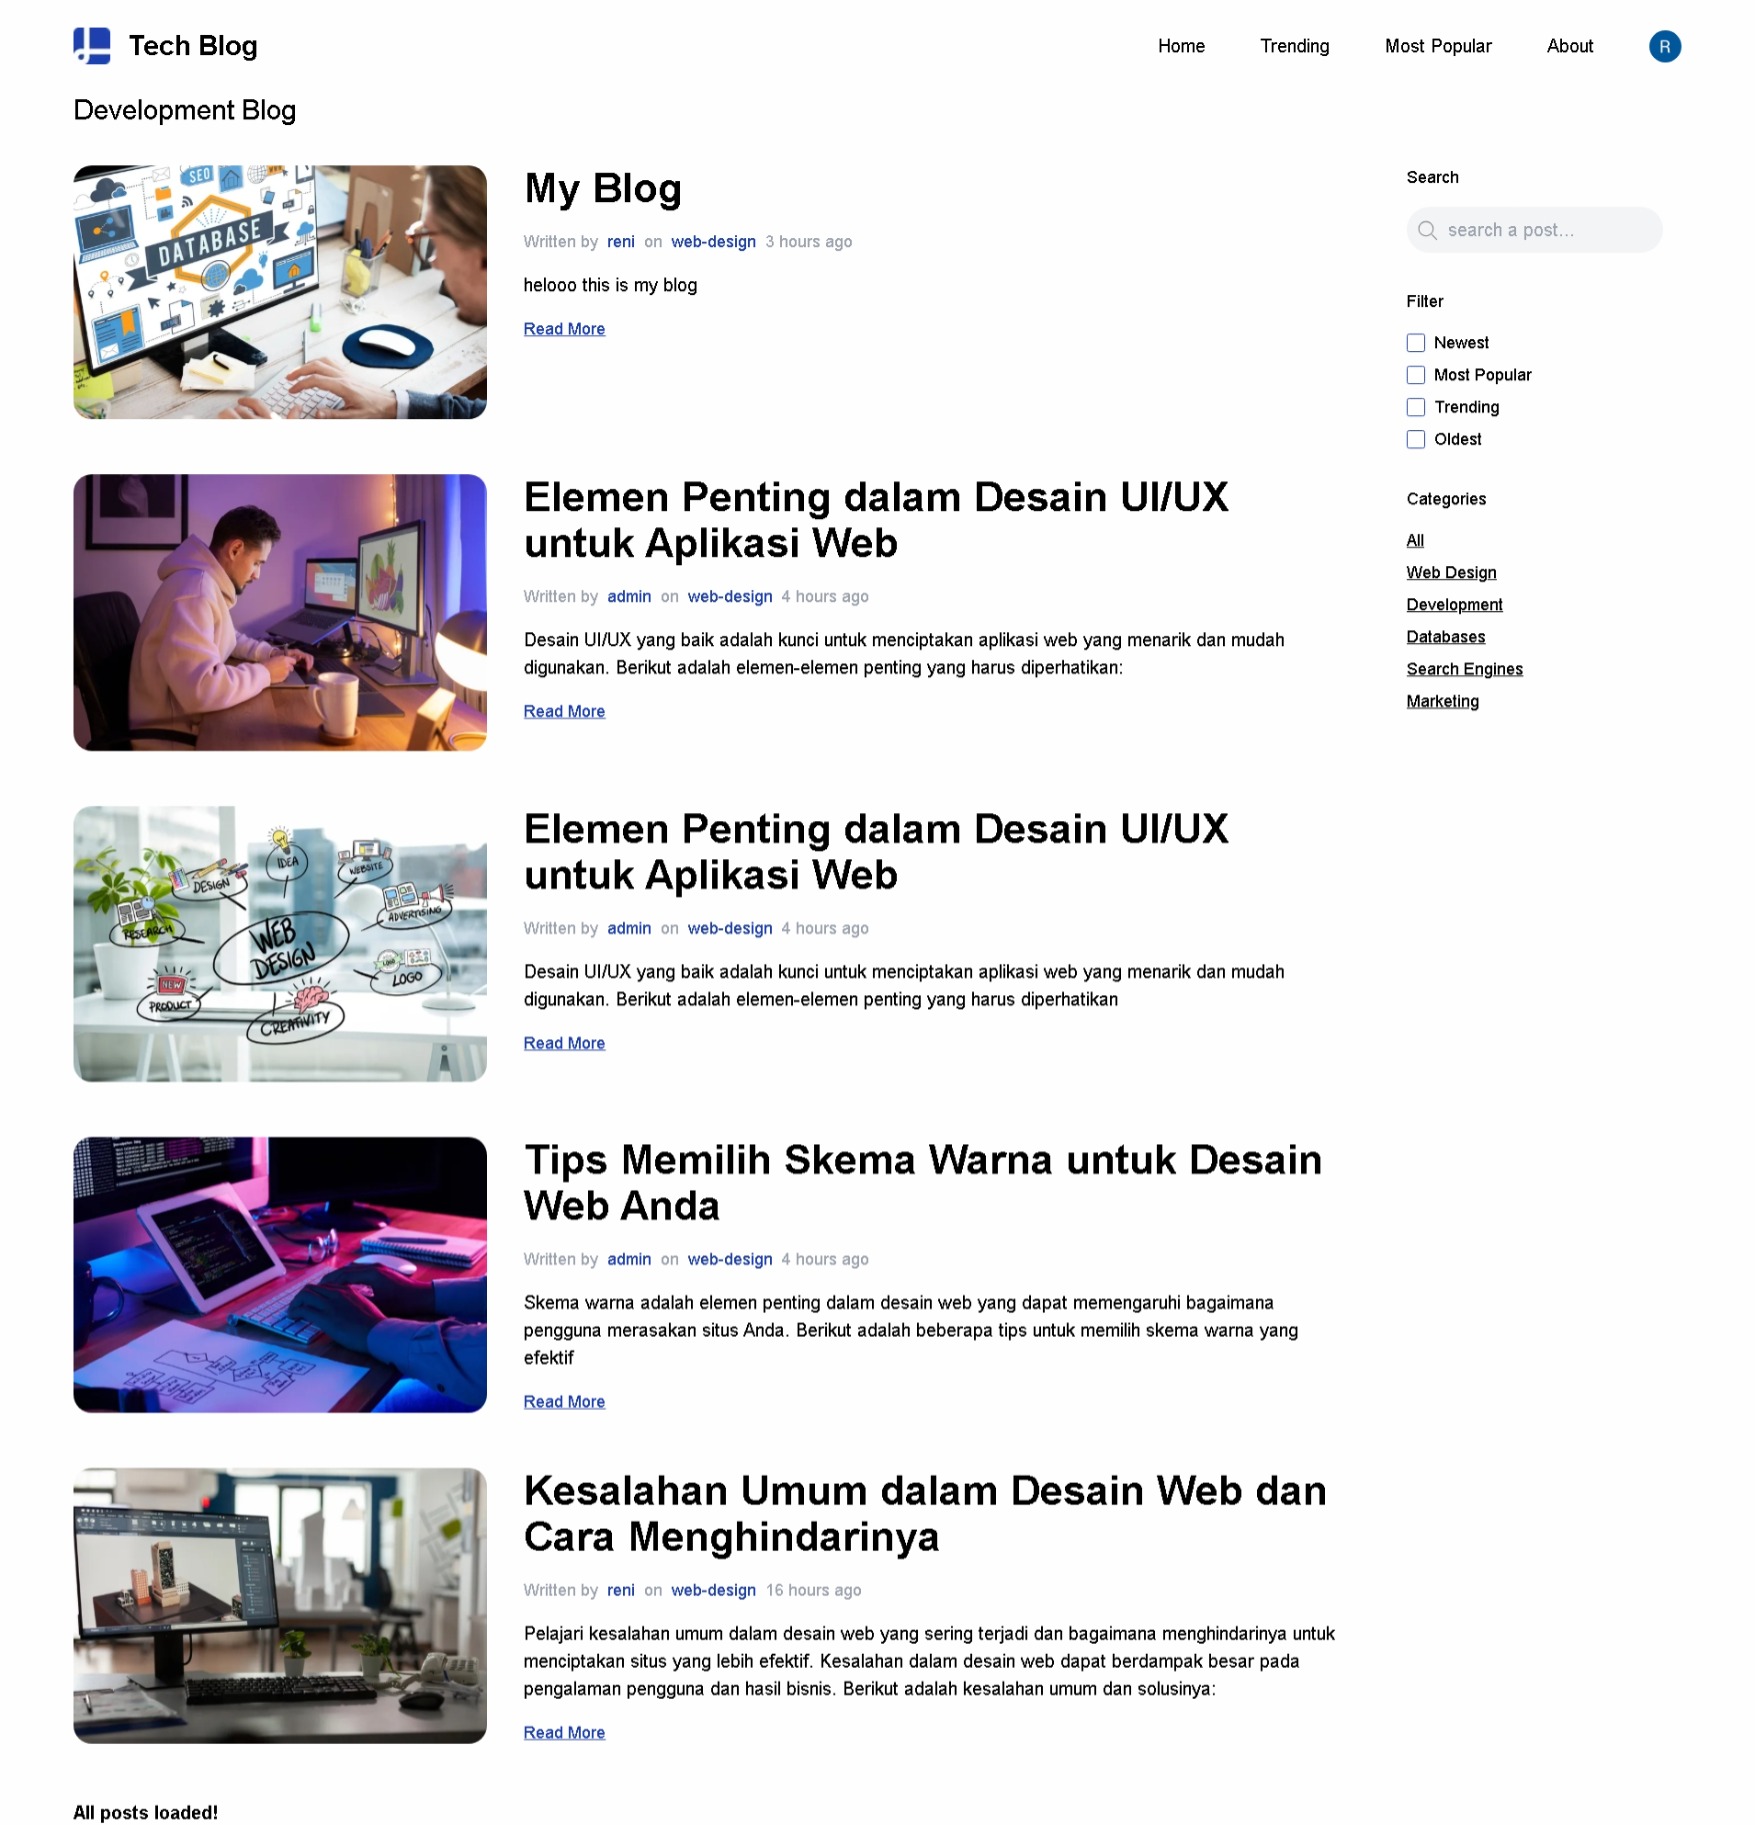 Tech Blog
Home
Trending
Most Popular
About
R
Development Blog
SEO
DATABASE
My Blog
Written by reni on web-design 3 hours ago
helooo this is my blog
Read More
Search
search a post...
Filter
Newest
Most Popular
Trending
Oldest
Categories
All
Web Design
Development
Databases
Search Engines
Marketing
Elemen Penting dalam Desain UI/UX
untuk Aplikasi Web
Written by admin on web-design 4 hours ago
Desain UI/UX yang baik adalah kunci untuk menciptakan aplikasi web yang menarik dan mudah
digunakan. Berikut adalah elemen-elemen penting yang harus diperhatikan:
Read More
IDEA
WEBSITE
DESIGN
ADVERTISING
RESEARCH
WEB
DESIGN
LOGO
NEW
PRODUCT
CREATIVITY
Elemen Penting dalam Desain UI/UX
untuk Aplikasi Web
Written by admin on web-design 4 hours ago
Desain UI/UX yang baik adalah kunci untuk menciptakan aplikasi web yang menarik dan mudah
digunakan. Berikut adalah elemen-elemen penting yang harus diperhatikan
Read More
Tips Memilih Skema Warna untuk Desain
Web Anda
Written by admin on web-design 4 hours ago
Skema warna adalah elemen penting dalam desain web yang dapat memengaruhi bagaimana
pengguna merasakan situs Anda. Berikut adalah beberapa tips untuk memilih skema warna yang
efektif
Read More
Kesalahan Umum dalam Desain Web dan
Cara Menghindarinya
Written by reni on web-design 16 hours ago
Pelajari kesalahan umum dalam desain web yang sering terjadi dan bagaimana menghindarinya untuk
menciptakan situs yang lebih efektif. Kesalahan dalam desain web dapat berdampak besar pada
pengalaman pengguna dan hasil bisnis. Berikut adalah kesalahan umum dan solusinya:
Read More
All posts loaded!